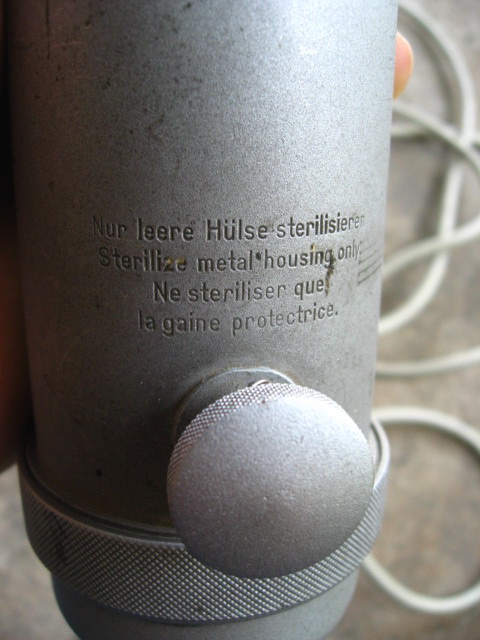 Nur leere Hülse sterilisieren
Sterilize metal housing only.
Ne steriliser que
la gaine protectrice.